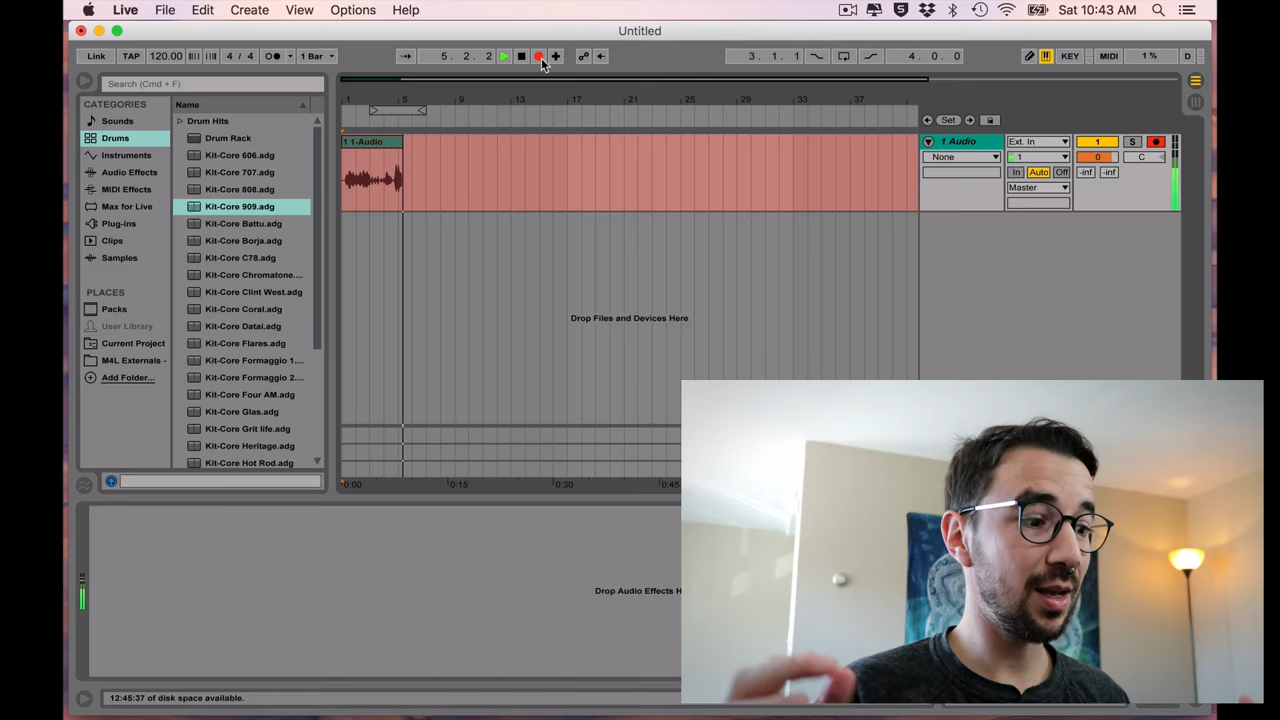 Live File Edit Create View Options Help Sat 10:43 AM
Untitled
Link TAP 120.00 4 / 4 1 Bar 5. 2. 2 3. 1. 1 4. 0. 0 KEY MIDI 1 % D
Search (Cmd + F)
CATEGORIES
Sounds
Drums
Instruments
Audio Effects
MIDI Effects
Max for Live
Plug-ins
Clips
Samples
PLACES
Packs
User Library
Current Project
M4L Externals -
Add Folder...
Name
Drum Hits
Drum Rack
Kit-Core 606.adg
Kit-Core 707.adg
Kit-Core 808.adg
Kit-Core 909.adg
Kit-Core Battu.adg
Kit-Core Borja.adg
Kit-Core C78.adg
Kit-Core Chromatone....
Kit-Core Clint West.adg
Kit-Core Coral.adg
Kit-Core Datai.adg
Kit-Core Flares.adg
Kit-Core Formaggio 1....
Kit-Core Formaggio 2....
Kit-Core Four AM.adg
Kit-Core Glas.adg
Kit-Core Grit life.adg
Kit-Core Heritage.adg
Kit-Core Hot Rod.adg
1 5 9 13 17 21 25 29 33 37
Set
1 1-Audio
1 Audio Ext. In 1 S
None 1 0 C
In Auto Off -inf -inf
Master
Drop Files and Devices Here
0:00 0:15 0:30 0:45
Drop Audio Effects H
12:45:37 of disk space available.